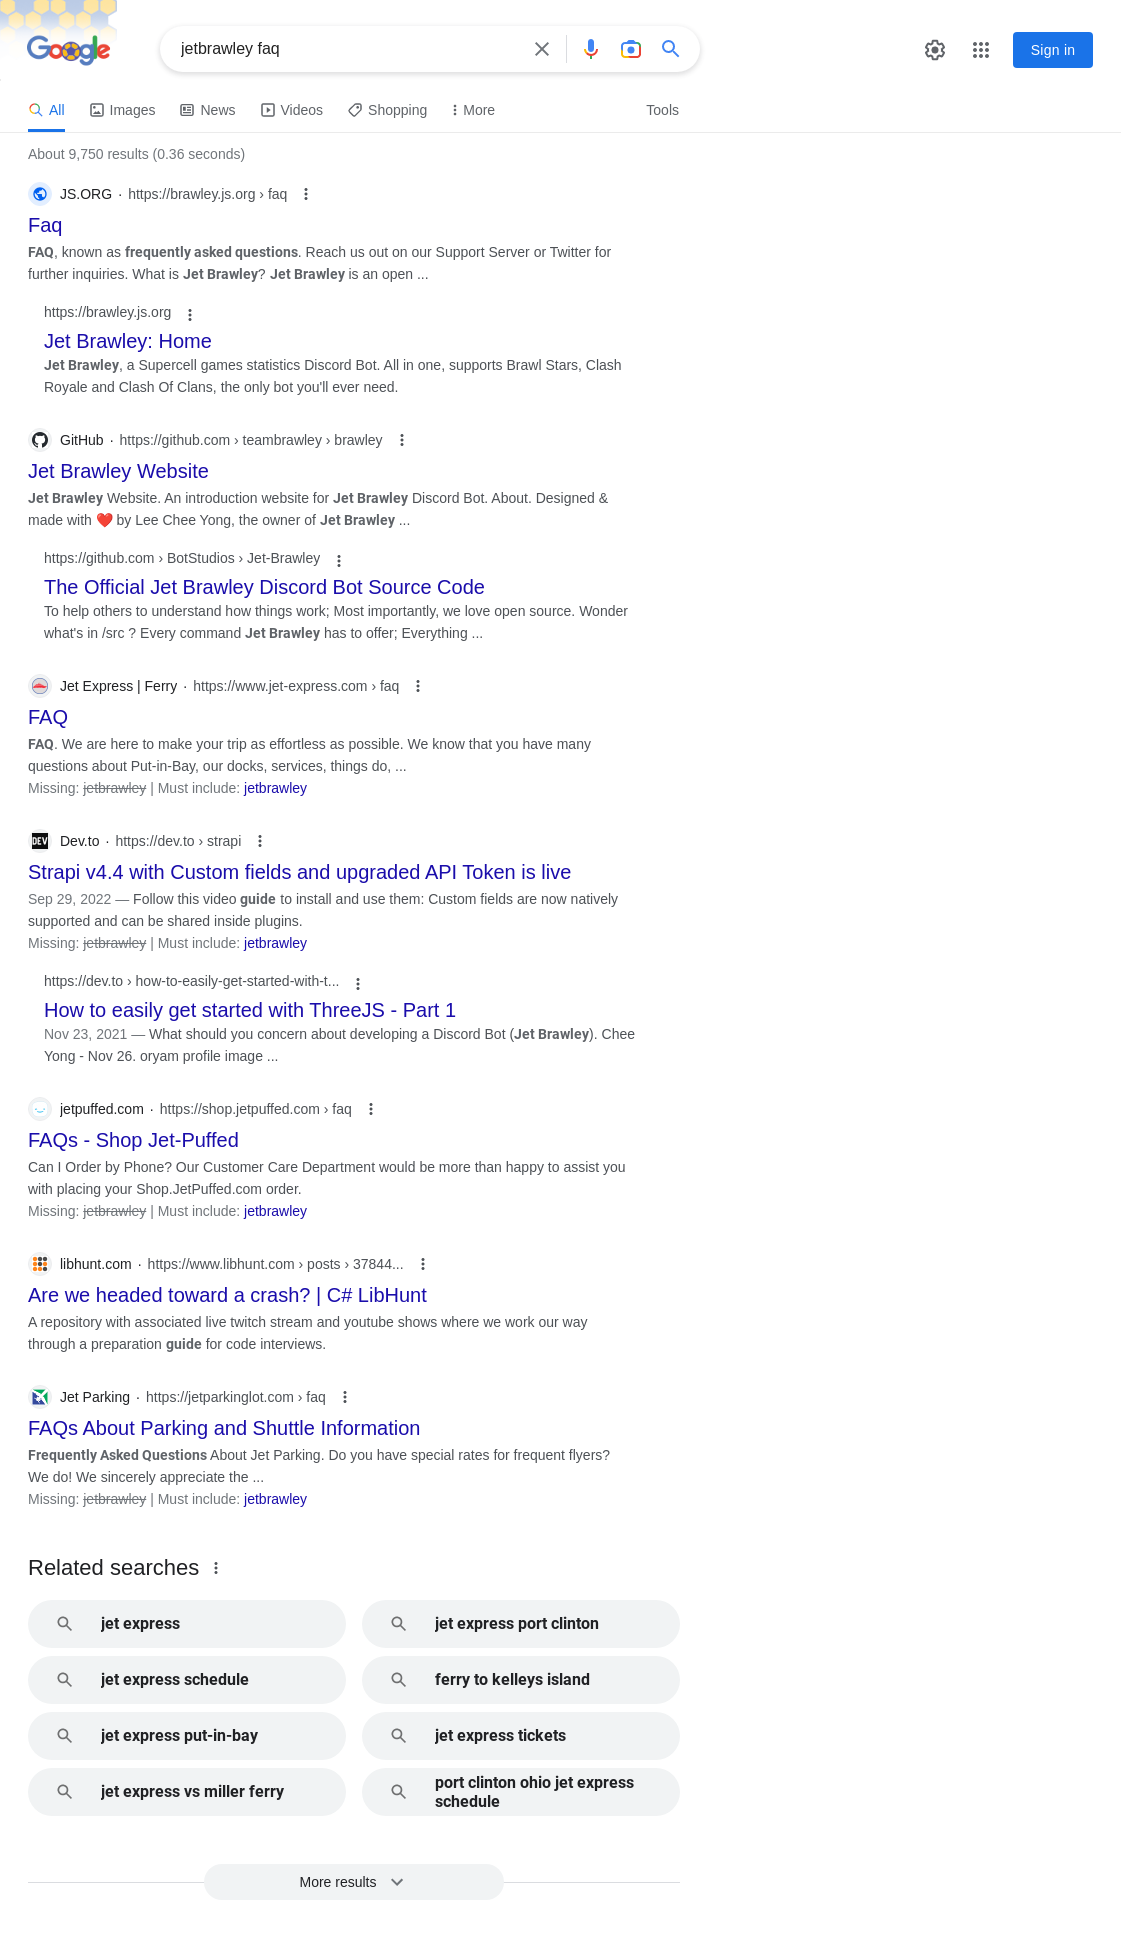 Google
jetbrawley faq
Sign in
All
Images
News
Videos
Shopping
More
Tools
About 9,750 results (0.36 seconds)
JS.ORG · https://brawley.js.org › faq
Faq
FAQ, known as frequently asked questions. Reach us out on our Support Server or Twitter for
further inquiries. What is Jet Brawley? Jet Brawley is an open ...
https://brawley.js.org
Jet Brawley: Home
Jet Brawley, a Supercell games statistics Discord Bot. All in one, supports Brawl Stars, Clash
Royale and Clash Of Clans, the only bot you'll ever need.
GitHub · https://github.com › teambrawley › brawley
Jet Brawley Website
Jet Brawley Website. An introduction website for Jet Brawley Discord Bot. About. Designed &
made with ❤️ by Lee Chee Yong, the owner of Jet Brawley ...
https://github.com › BotStudios › Jet-Brawley
The Official Jet Brawley Discord Bot Source Code
To help others to understand how things work; Most importantly, we love open source. Wonder
what's in /src ? Every command Jet Brawley has to offer; Everything ...
Jet Express | Ferry · https://www.jet-express.com › faq
FAQ
FAQ. We are here to make your trip as effortless as possible. We know that you have many
questions about Put-in-Bay, our docks, services, things do, ...
Missing: jetbrawley | Must include: jetbrawley
DEV
Dev.to · https://dev.to › strapi
Strapi v4.4 with Custom fields and upgraded API Token is live
Sep 29, 2022 — Follow this video guide to install and use them: Custom fields are now natively
supported and can be shared inside plugins.
Missing: jetbrawley | Must include: jetbrawley
https://dev.to › how-to-easily-get-started-with-t...
How to easily get started with ThreeJS - Part 1
Nov 23, 2021 — What should you concern about developing a Discord Bot (Jet Brawley). Chee
Yong - Nov 26. oryam profile image ...
jetpuffed.com · https://shop.jetpuffed.com › faq
FAQs - Shop Jet-Puffed
Can I Order by Phone? Our Customer Care Department would be more than happy to assist you
with placing your Shop.JetPuffed.com order.
Missing: jetbrawley | Must include: jetbrawley
libhunt.com · https://www.libhunt.com › posts › 37844...
Are we headed toward a crash? | C# LibHunt
A repository with associated live twitch stream and youtube shows where we work our way
through a preparation guide for code interviews.
Jet Parking · https://jetparkinglot.com › faq
FAQs About Parking and Shuttle Information
Frequently Asked Questions About Jet Parking. Do you have special rates for frequent flyers?
We do! We sincerely appreciate the ...
Missing: jetbrawley | Must include: jetbrawley
Related searches
jet express
jet express port clinton
jet express schedule
ferry to kelleys island
jet express put-in-bay
jet express tickets
jet express vs miller ferry
port clinton ohio jet express
schedule
More results